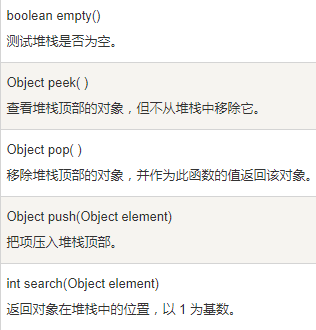 boolean empty()
测试堆栈是否为空。
Object peek( )
查看堆栈顶部的对象，但不从堆栈中移除它。
Object pop( )
移除堆栈顶部的对象，并作为此函数的值返回该对象。
Object push(Object element)
把项压入堆栈顶部。
int search(Object element)
返回对象在堆栈中的位置，以 1 为基数。